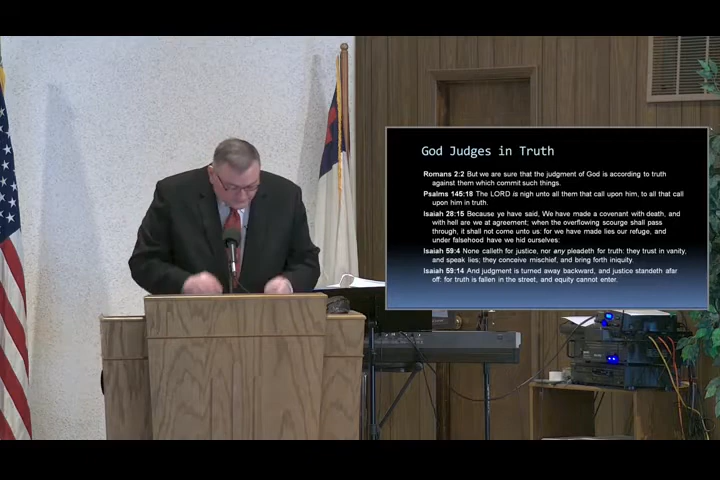 God Judges in Truth
Romans 2:2 But we are sure that the judgment of God is according to truth
against them which commit such things.
Psalms 145:18 The LORD is nigh unto all them that call upon him, to all that call
upon him in truth.
Isaiah 28:15 Because ye have said, We have made a covenant with death, and
with hell are we at agreement; when the overflowing scourge shall pass
through, it shall not come unto us: for we have made lies our refuge, and
under falsehood have we hid ourselves:
Isaiah 59:4 None calleth for justice, nor any pleadeth for truth: they trust in vanity,
and speak lies; they conceive mischief, and bring forth iniquity.
Isaiah 59:14 And judgment is turned away backward, and justice standeth afar
off: for truth is fallen in the street, and equity cannot enter.